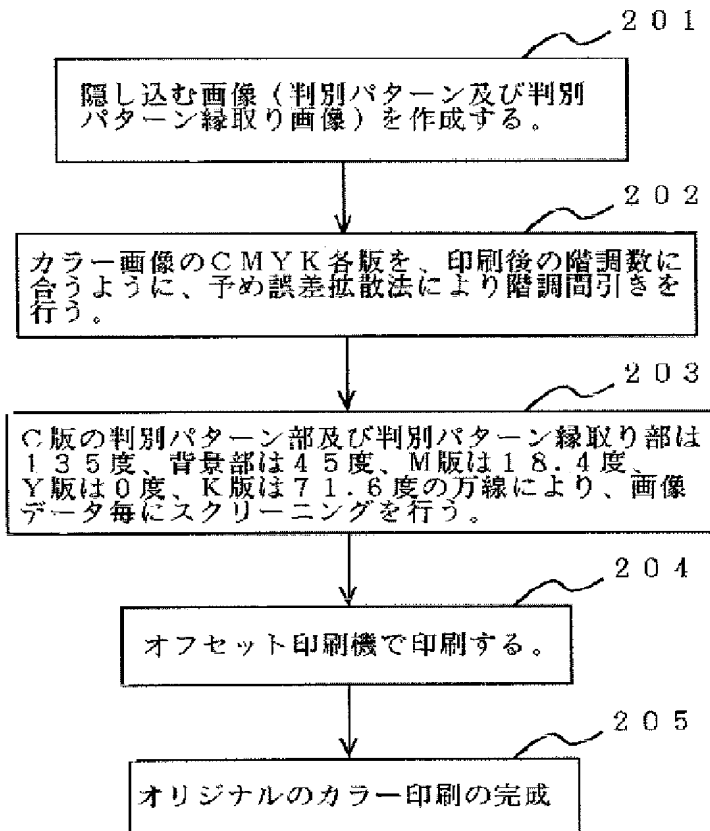 ２０１
隠し込む画像（判別パターン及び判別
パターン縁取り画像）を作成する。
２０２
カラー画像のＣＭＹＫ各版を、印刷後の階調数に
合うように、予め誤差拡散法により階調間引きを
行う。
２０３
Ｃ版の判別パターン部及び判別パターン縁取り部は
１３５度、背景部は４５度、Ｍ版は１８.４度、
Ｙ版は０度、Ｋ版は７１.６度の万線により、画像
データ毎にスクリーニングを行う。
２０４
オフセット印刷機で印刷する。
２０５
オリジナルのカラー印刷の完成